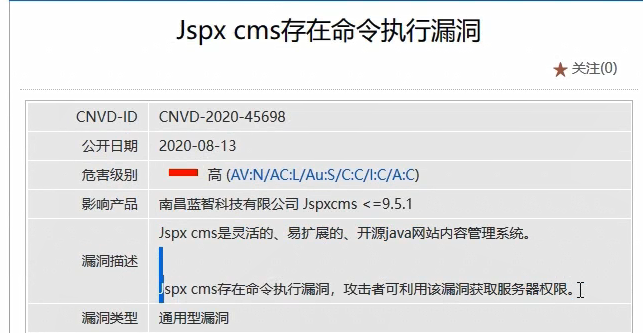 Jspx cms存在命令执行漏洞
关注(0)
CNVD-ID CNVD-2020-45698
公开日期 2020-08-13
危害级别 高 (AV:N/AC:L/Au:S/C:C/I:C/A:C)
影响产品 南昌蓝智科技有限公司 Jspxcms <=9.5.1
Jspx cms是灵活的、易扩展的、开源java网站内容管理系统。
漏洞描述
Jspx cms存在命令执行漏洞，攻击者可利用该漏洞获取服务器权限。
漏洞类型 通用型漏洞